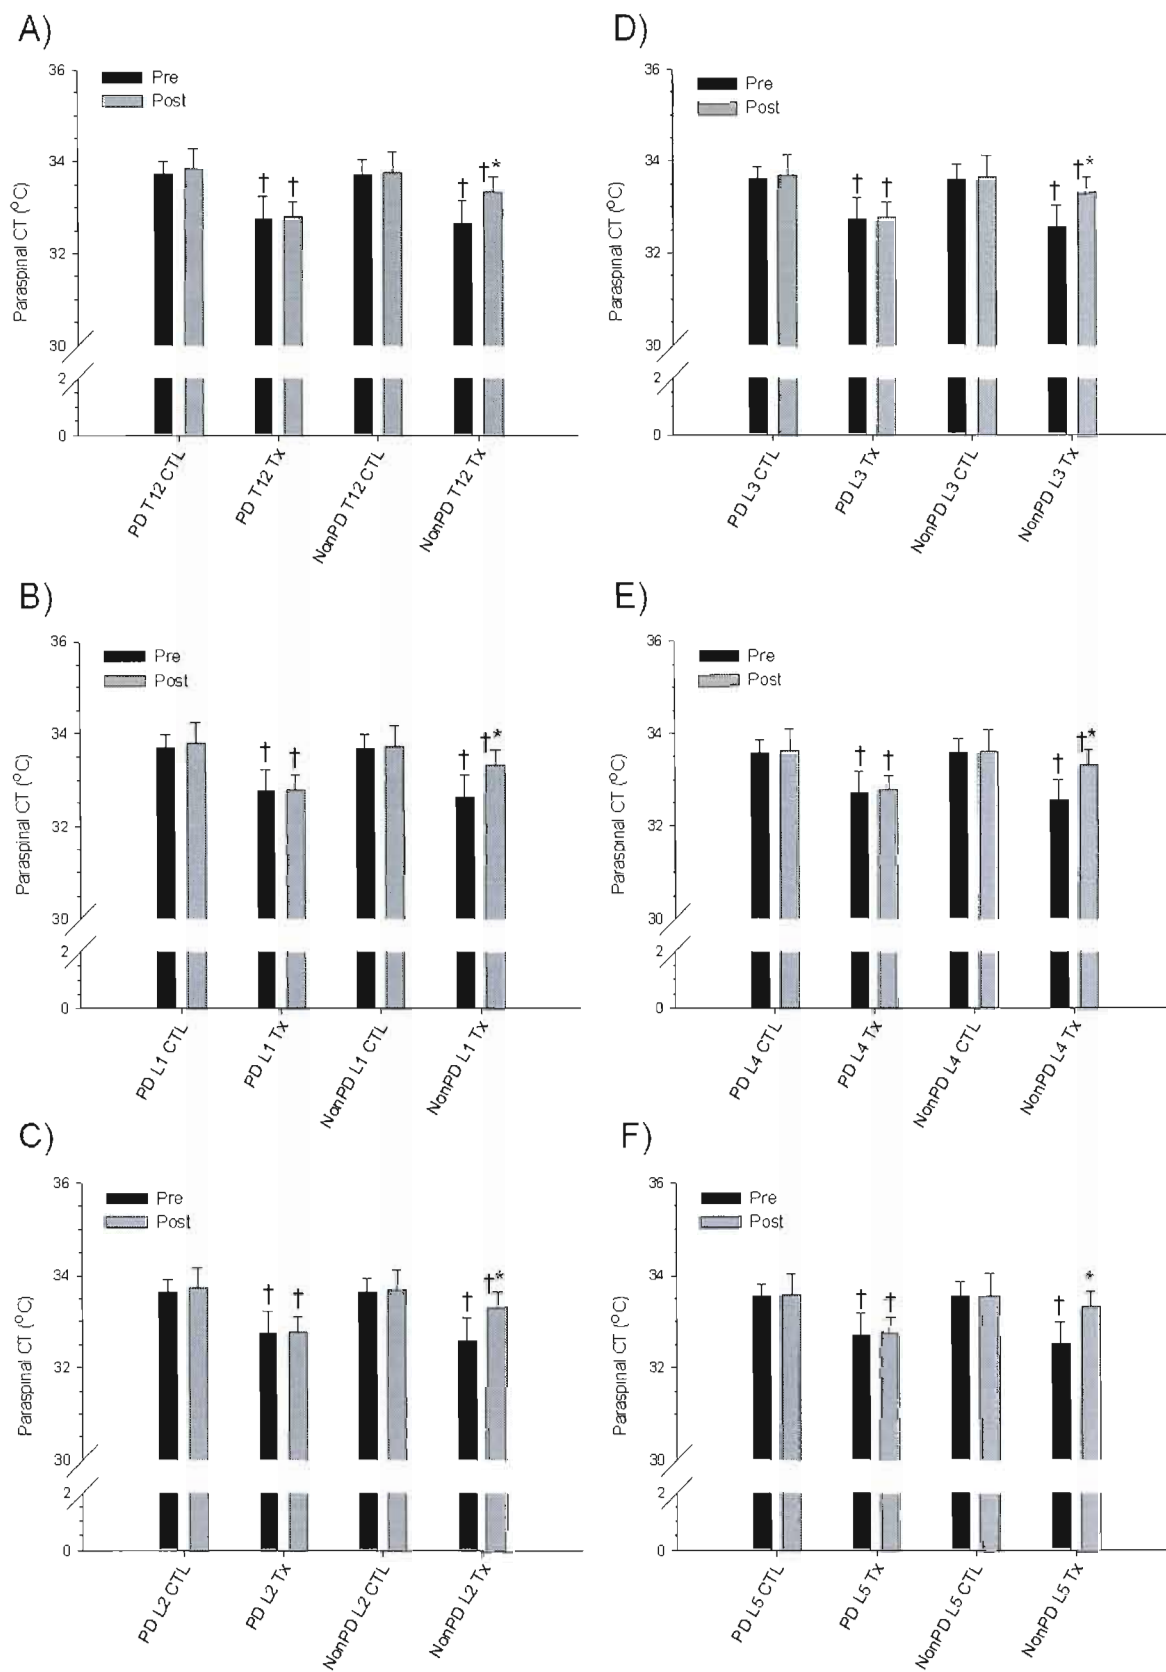 A)
36
Pre
Post
34
32
30
2
0
Paraspinal CT (°C)
† † † †*
PD T12 CTL
PD T12 Tx
NonPD T12 CTL
NonPD T12 Tx
B)
36
Pre
Post
34
32
30
2
0
Paraspinal CT (°C)
† † † †*
PD L1 CTL
PD L1 Tx
NonPD L1 CTL
NonPD L1 Tx
C)
36
Pre
Post
34
32
30
2
0
Paraspinal CT (°C)
† † † †*
PD L2 CTL
PD L2 Tx
NonPD L2 CTL
NonPD L2 Tx
D)
36
Pre
Post
34
32
30
2
0
Paraspinal CT (°C)
† † † †*
PD L3 CTL
PD L3 Tx
NonPD L3 CTL
NonPD L3 Tx
E)
36
Pre
Post
34
32
30
2
0
Paraspinal CT (°C)
† † † †*
PD L4 CTL
PD L4 Tx
NonPD L4 CTL
NonPD L4 Tx
F)
36
Pre
Post
34
32
30
2
0
Paraspinal CT (°C)
† † † *
PD L5 CTL
PD L5 Tx
NonPD L5 CTL
NonPD L5 Tx